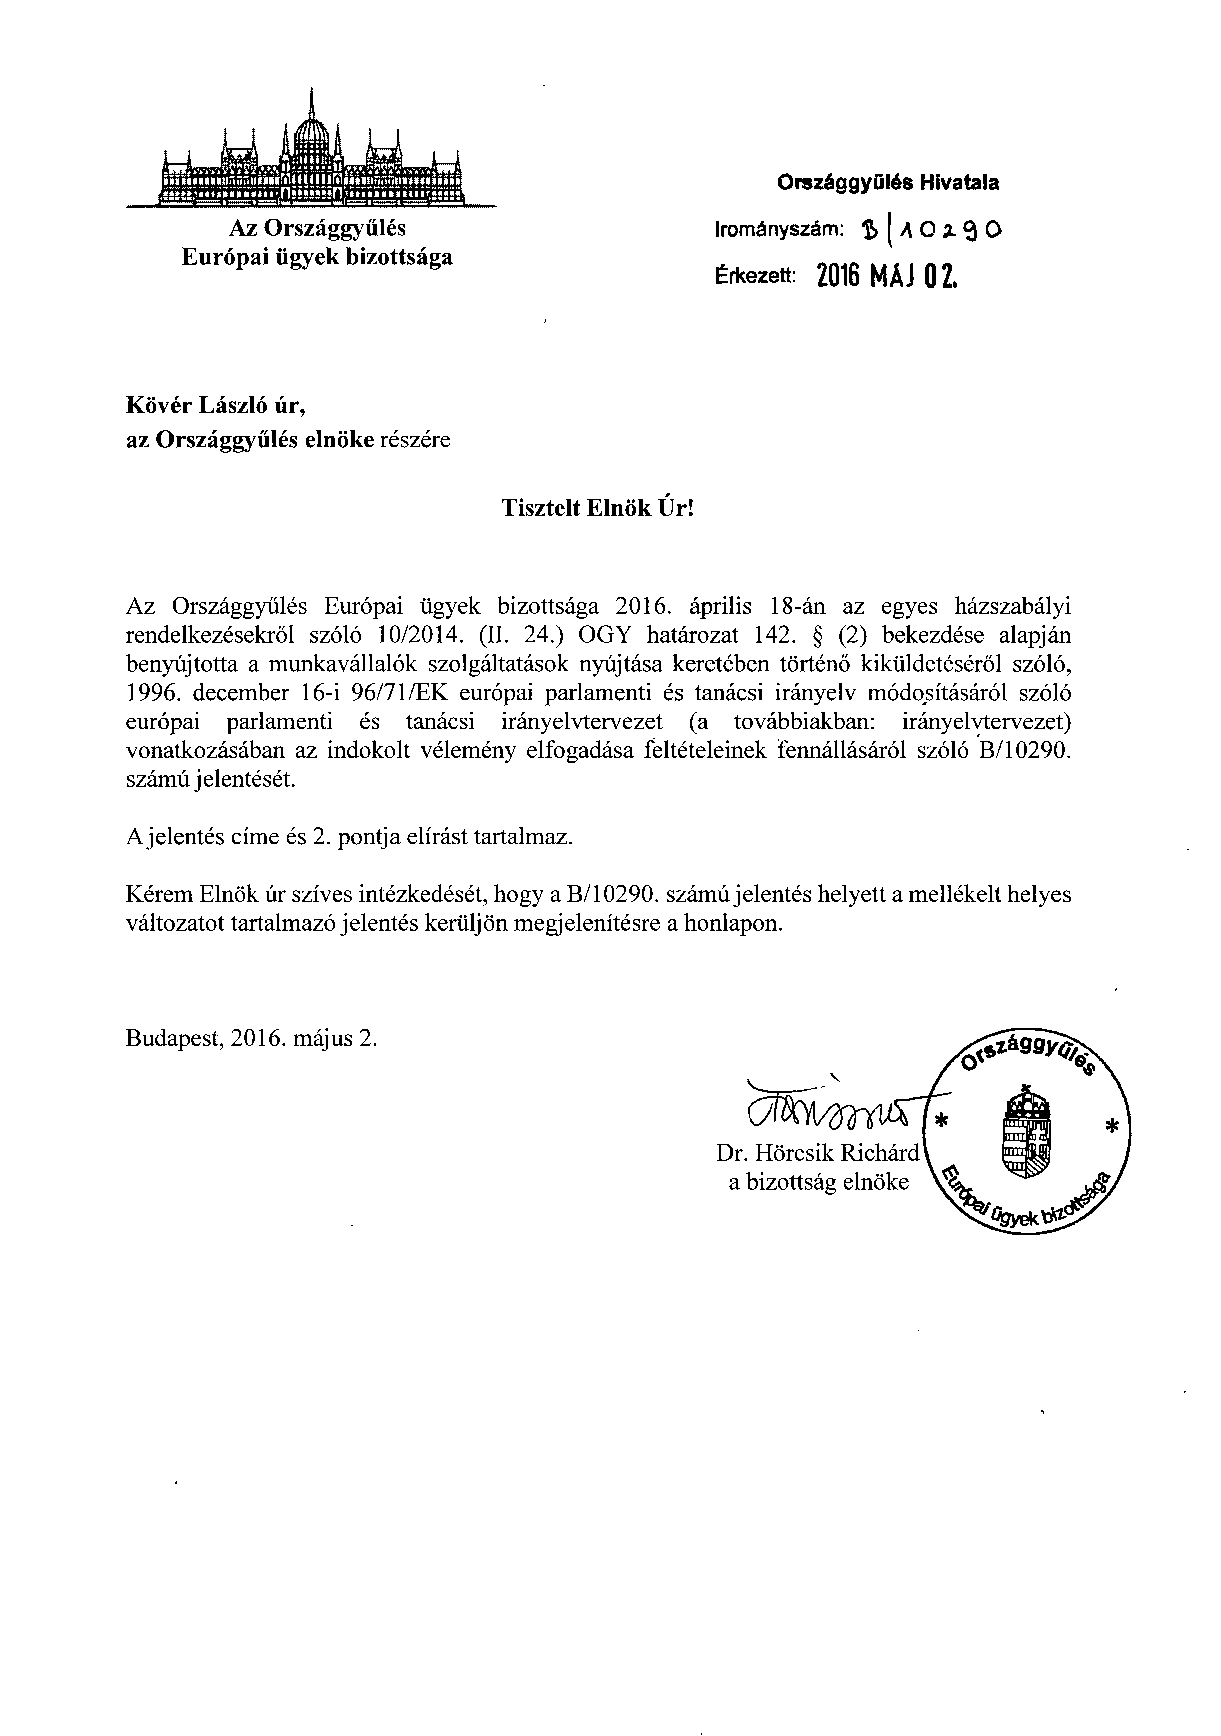 Az Országgyűlés
Európai ügyek bizottsága
Országgyűlés Hivatala
Irományszám: B/10290
Érkezett: 2016 MÁJ 02.
Kövér László úr,
az Országgyűlés elnöke részére
Tisztelt Elnök Úr!
Az Országgyűlés Európai ügyek bizottsága 2016. április 18-án az egyes házszabályi
rendelkezésekről szóló 10/2014. (II. 24.) OGY határozat 142. § (2) bekezdése alapján
benyújtotta a munkavállalók szolgáltatások nyújtása keretében történő kiküldetéséről szóló,
1996. december 16-i 96/71/EK európai parlamenti és tanácsi irányelv módosításáról szóló
európai parlamenti és tanácsi irányelvtervezet (a továbbiakban: irányelvtervezet)
vonatkozásában az indokolt vélemény elfogadása feltételeinek fennállásáról szóló B/10290.
számú jelentését.
A jelentés címe és 2. pontja elírást tartalmaz.
Kérem Elnök úr szíves intézkedését, hogy a B/10290. számú jelentés helyett a mellékelt helyes
változatot tartalmazó jelentés kerüljön megjelenítésre a honlapon.
Budapest, 2016. május 2.
Dr. Hörcsik Richárd
a bizottság elnöke
Országgyűlés
* *
Európai ügyek bizottsága